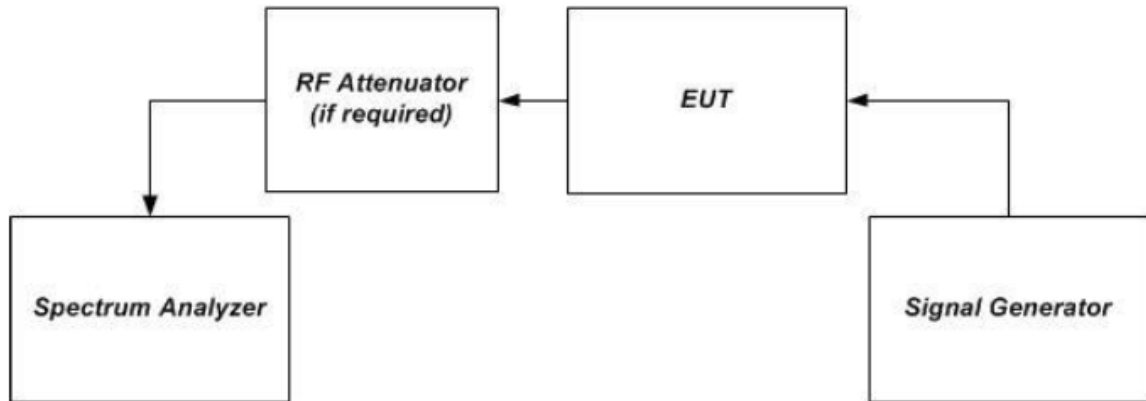 RF Attenuator
(if required)
EUT
Spectrum Analyzer
Signal Generator